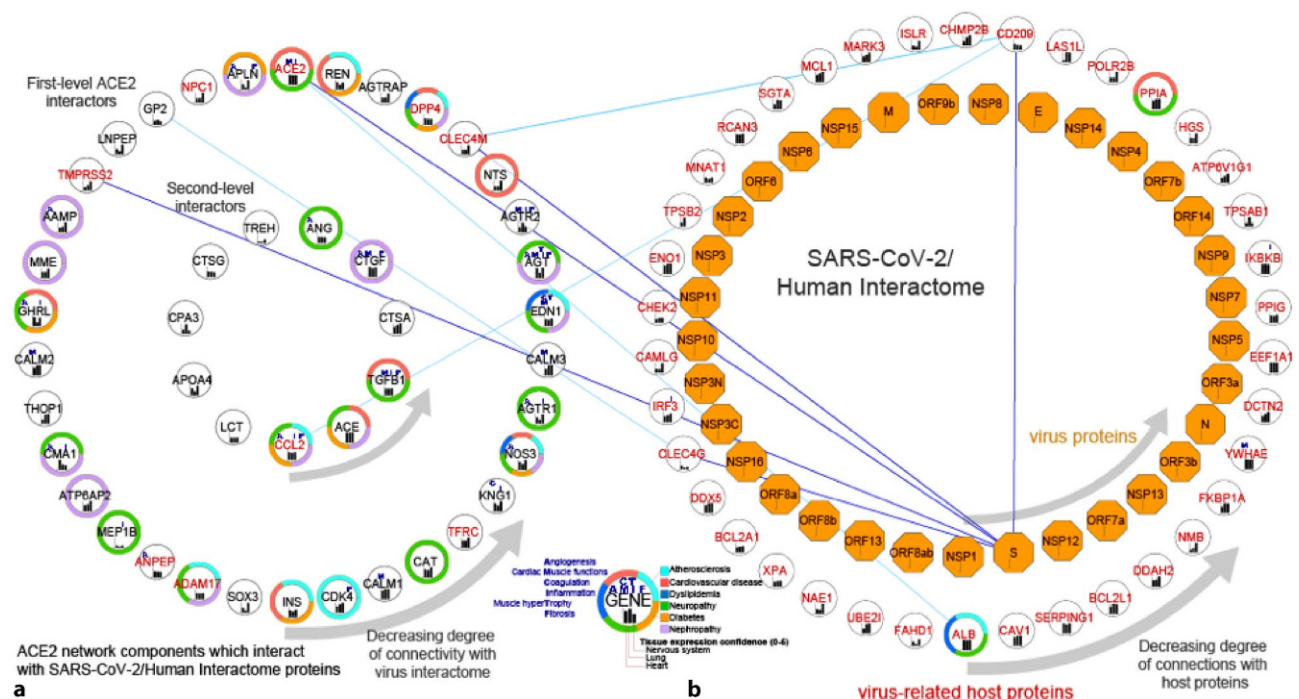 First-level ACE2
interactors
Second-level
interactors
NPC1
APLN
ACE2
REN
AGTRAP
DPP4
CLEC4M
NTS
AGTR2
AGT
EDN1
CALM3
AGTR1
NOS3
KNG1
TFRC
CAT
CALM1
CDK4
INS
SOX3
ADAM17
ANPEP
MEP1B
ATP6AP2
CMA1
THOP1
CALM2
GHRL
MME
AAMP
TMPRSS2
LNPEP
GP2
TREH
ANG
CTGF
CTSA
CTSG
CPA3
APOA4
LCT
CCL2
ACE
TGFB1
ACE2 network components which interact
with SARS-CoV-2/Human Interactome proteins
Decreasing degree
of connectivity with
virus interactome
a
Angiogenesis
Cardiac Muscle functions
Coagulation
Inflammation
Muscle hyperTrophy
Fibrosis
C T
A M I F
GENE
Atherosclerosis
Cardiovascular disease
Dyslipidemia
Neuropathy
Diabetes
Nephropathy
Tissue expression confidence (0-6)
Nervous system
Lung
Heart
SARS-CoV-2/
Human Interactome
virus proteins
CD209
LAS1L
POLR2B
PPIA
HGS
ATP6V1G1
TPSAB1
IKBKB
PPIG
EEF1A1
DCTN2
YWHAE
FKBP1A
NMB
DDAH2
BCL2L1
SERPING1
CAV1
ALB
FAHD1
UBE2I
NAE1
XPA
BCL2A1
DDX5
CLEC4G
IRF3
CAMLG
CHEK2
ENO1
TPSB2
MNAT1
RCAN3
SGTA
MCL1
MARK3
ISLR
CHMP2B
E
NSP14
NSP4
ORF7b
ORF14
NSP9
NSP7
NSP5
ORF3a
N
ORF3b
NSP13
ORF7a
NSP12
S
NSP1
ORF8ab
ORF13
ORF8b
ORF8a
NSP16
NSP3C
NSP3N
NSP10
NSP11
NSP3
NSP2
ORF6
NSP6
NSP15
M
ORF9b
NSP8
Decreasing degree
of connections with
host proteins
b
virus-related host proteins